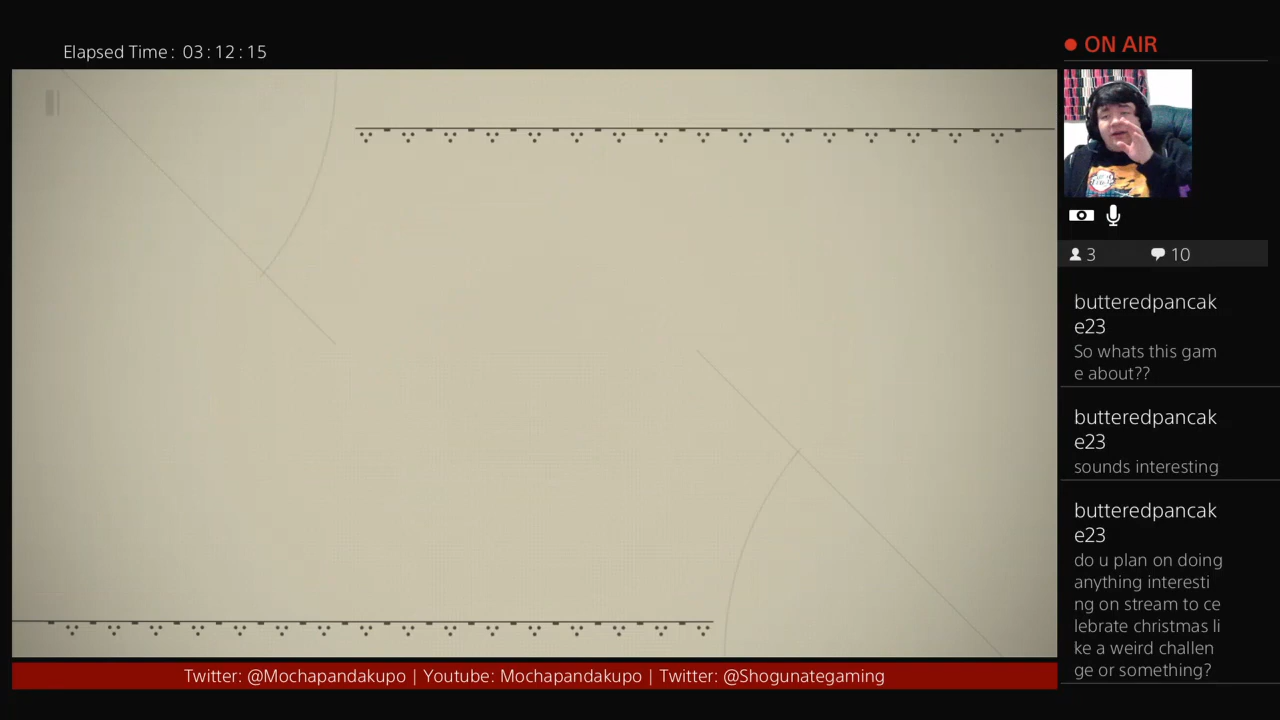 Elapsed Time: 03:12:15
ON AIR
3 10
butteredpancak
e23
So whats this gam
e about??
butteredpancak
e23
sounds interesting
butteredpancak
e23
do u plan on doing
anything interesti
ng on stream to ce
lebrate christmas li
ke a weird challen
ge or something?
Twitter: @Mochapandakupo | Youtube: Mochapandakupo | Twitter: @Shogunategaming